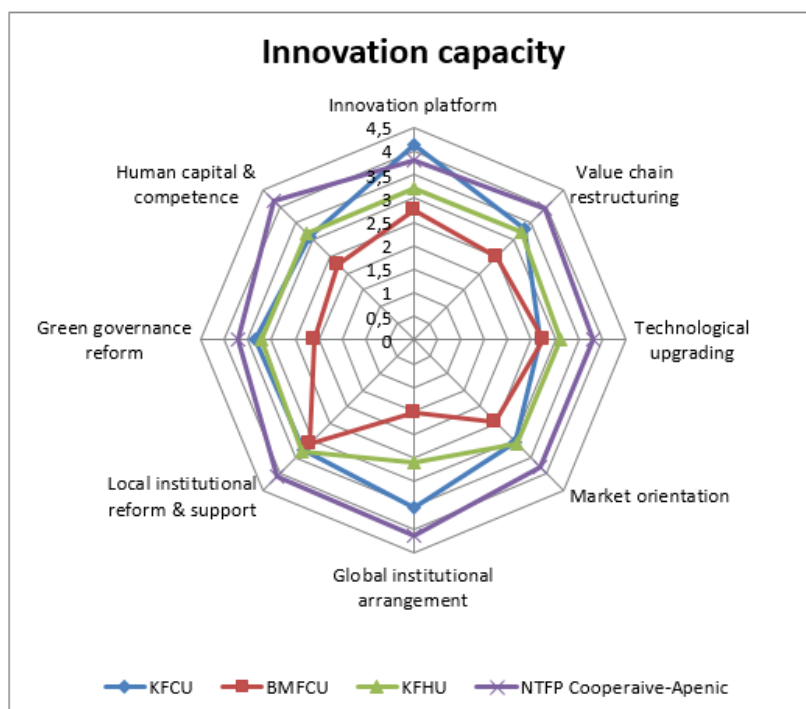 Innovation capacity
Innovation platform
4,5
4
3,5
3
2,5
2
1,5
1
0,5
0
Value chain
restructuring
Technological
upgrading
Market orientation
Global institutional
arrangement
Local institutional
reform & support
Green governance
reform
Human capital &
competence
KFCU BMFCU KFHU NTFP Cooperaive-Apenic